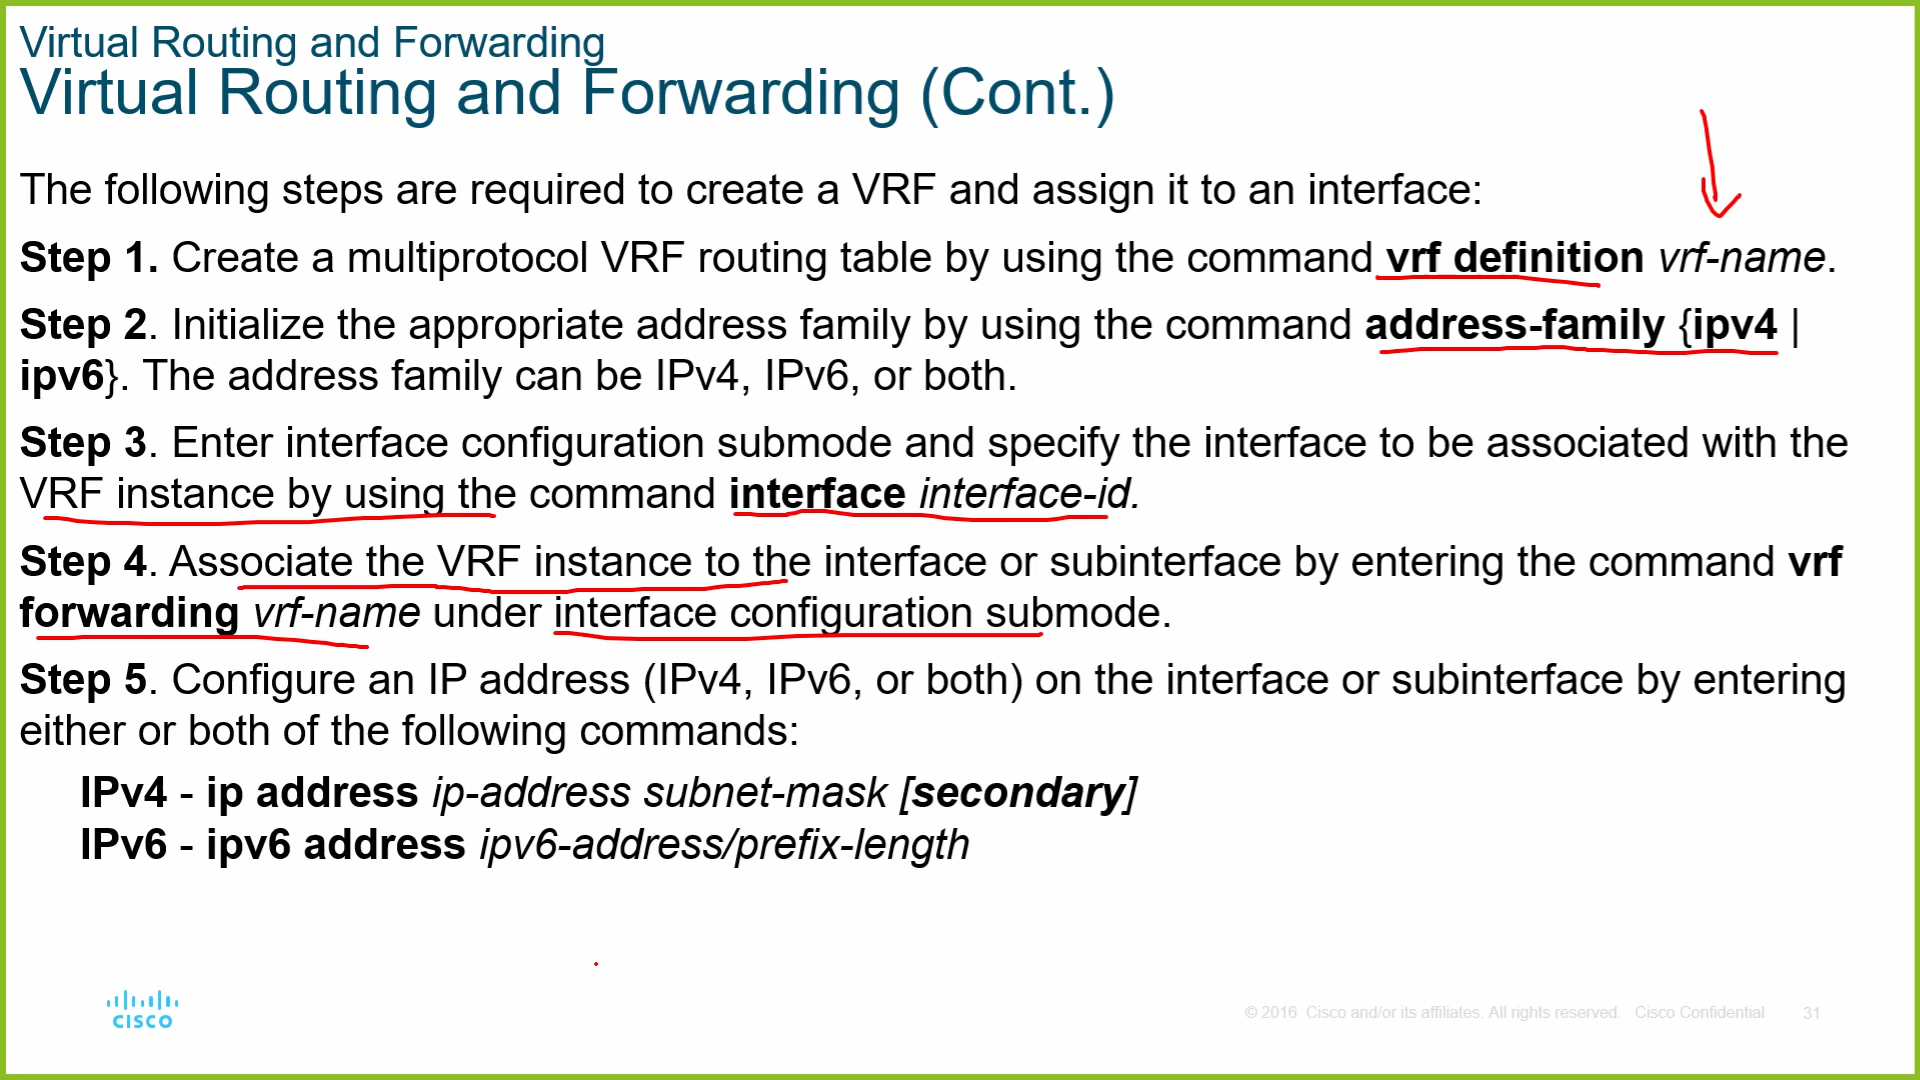 Virtual Routing and Forwarding
Virtual Routing and Forwarding (Cont.)
The following steps are required to create a VRF and assign it to an interface:
Step 1. Create a multiprotocol VRF routing table by using the command vrf definition vrf-name.
Step 2. Initialize the appropriate address family by using the command address-family {ipv4 |
ipv6}. The address family can be IPv4, IPv6, or both.
Step 3. Enter interface configuration submode and specify the interface to be associated with the
VRF instance by using the command interface interface-id.
Step 4. Associate the VRF instance to the interface or subinterface by entering the command vrf
forwarding vrf-name under interface configuration submode.
Step 5. Configure an IP address (IPv4, IPv6, or both) on the interface or subinterface by entering
either or both of the following commands:
IPv4 - ip address ip-address subnet-mask [secondary]
IPv6 - ipv6 address ipv6-address/prefix-length
CISCO
© 2016 Cisco and/or its affiliates. All rights reserved. Cisco Confidential 31